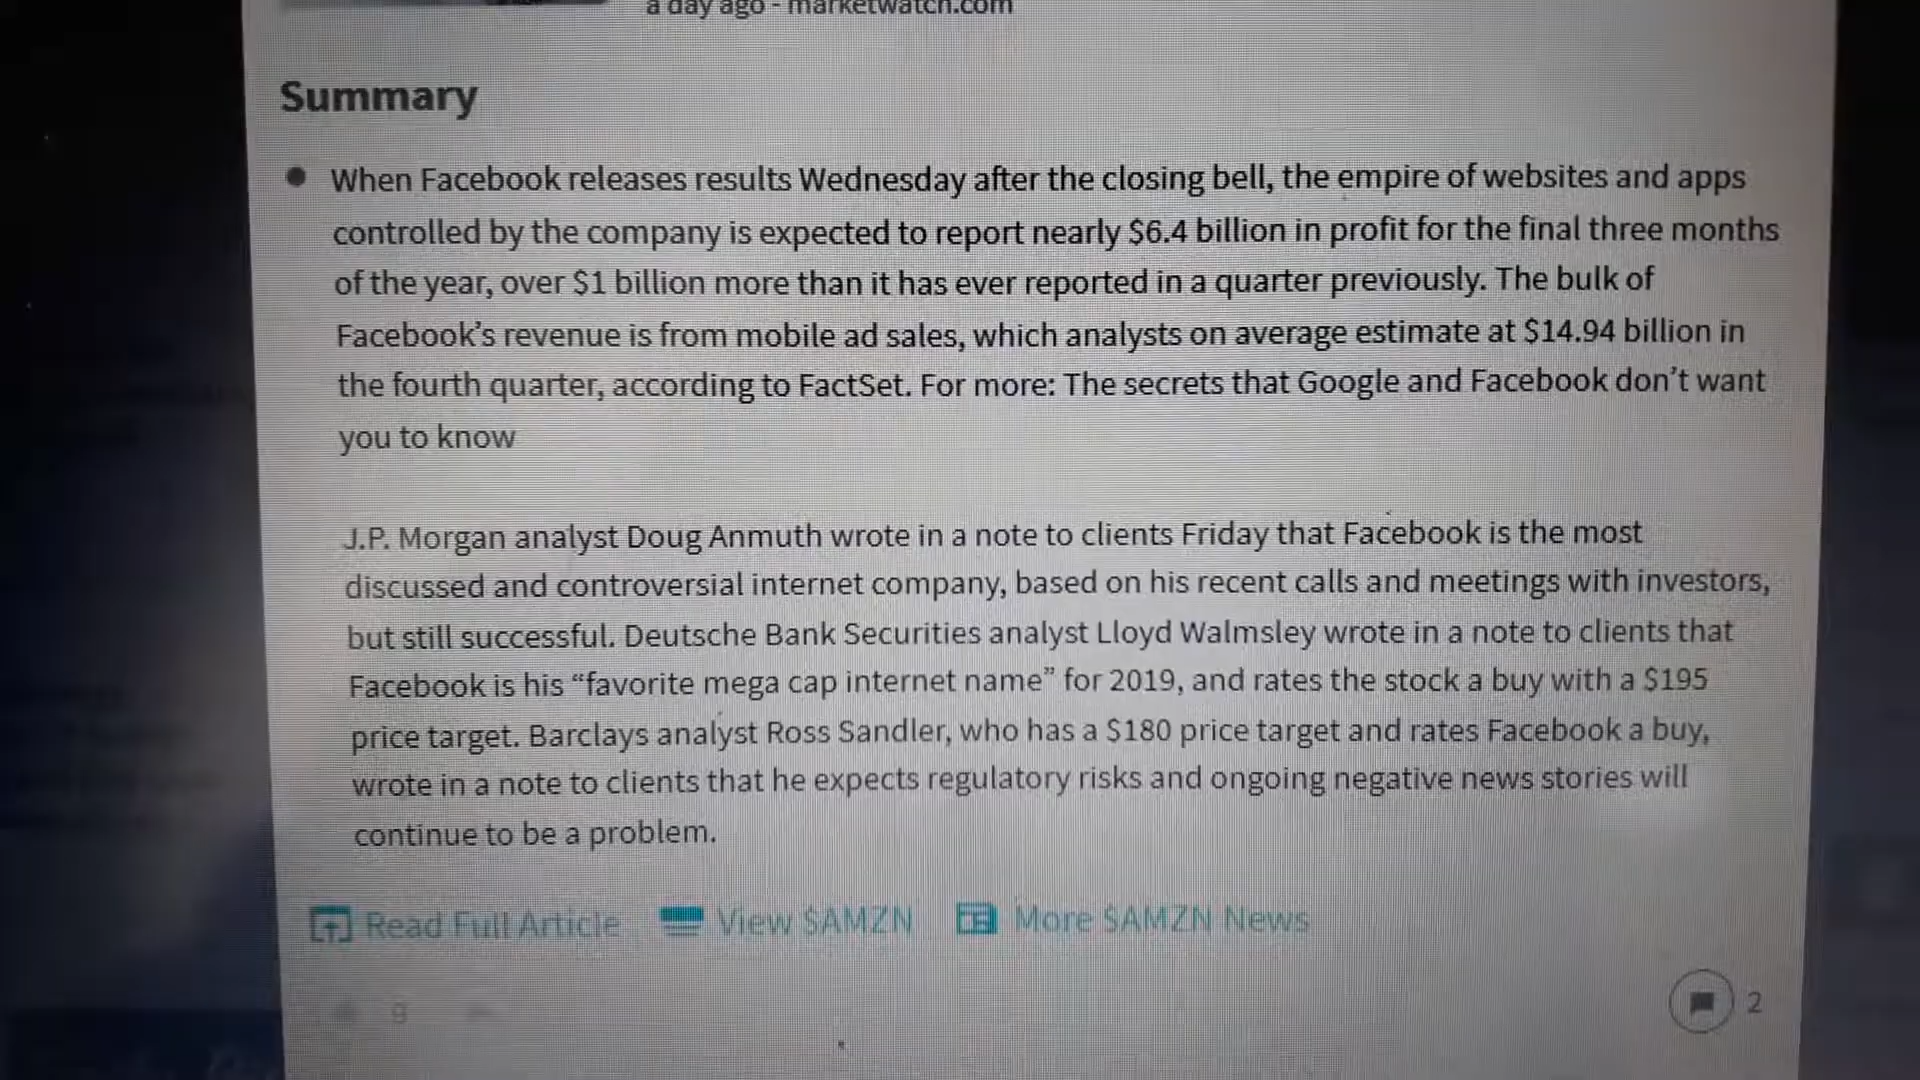 a day ago - marketwatch.com
Summary
When Facebook releases results Wednesday after the closing bell, the empire of websites and apps
controlled by the company is expected to report nearly $6.4 billion in profit for the final three months
of the year, over $1 billion more than it has ever reported in a quarter previously. The bulk of
Facebook’s revenue is from mobile ad sales, which analysts on average estimate at $14.94 billion in
the fourth quarter, according to FactSet. For more: The secrets that Google and Facebook don’t want
you to know
J.P. Morgan analyst Doug Anmuth wrote in a note to clients Friday that Facebook is the most
discussed and controversial internet company, based on his recent calls and meetings with investors,
but still successful. Deutsche Bank Securities analyst Lloyd Walmsley wrote in a note to clients that
Facebook is his “favorite mega cap internet name” for 2019, and rates the stock a buy with a $195
price target. Barclays analyst Ross Sandler, who has a $180 price target and rates Facebook a buy,
wrote in a note to clients that he expects regulatory risks and ongoing negative news stories will
continue to be a problem.
Read Full Article View $AMZN More $AMZN News
9
2